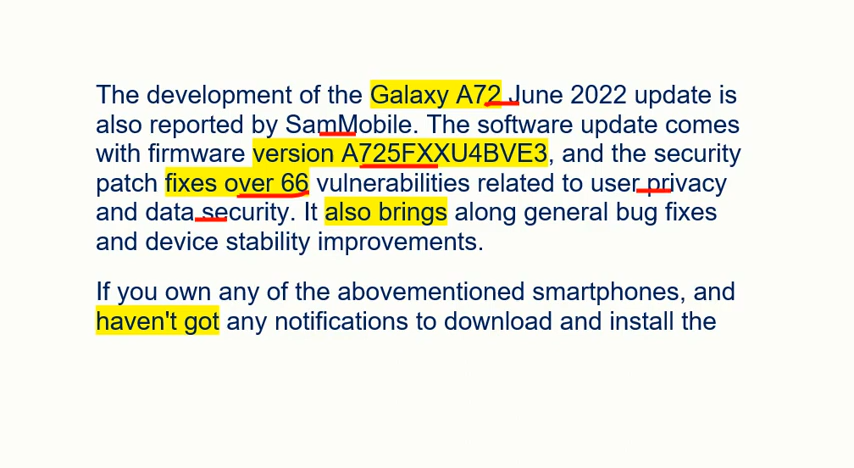 The development of the Galaxy A72 June 2022 update is
also reported by SamMobile. The software update comes
with firmware version A725FXXU4BVE3, and the security
patch fixes over 66 vulnerabilities related to user privacy
and data security. It also brings along general bug fixes
and device stability improvements.
If you own any of the abovementioned smartphones, and
haven't got any notifications to download and install the